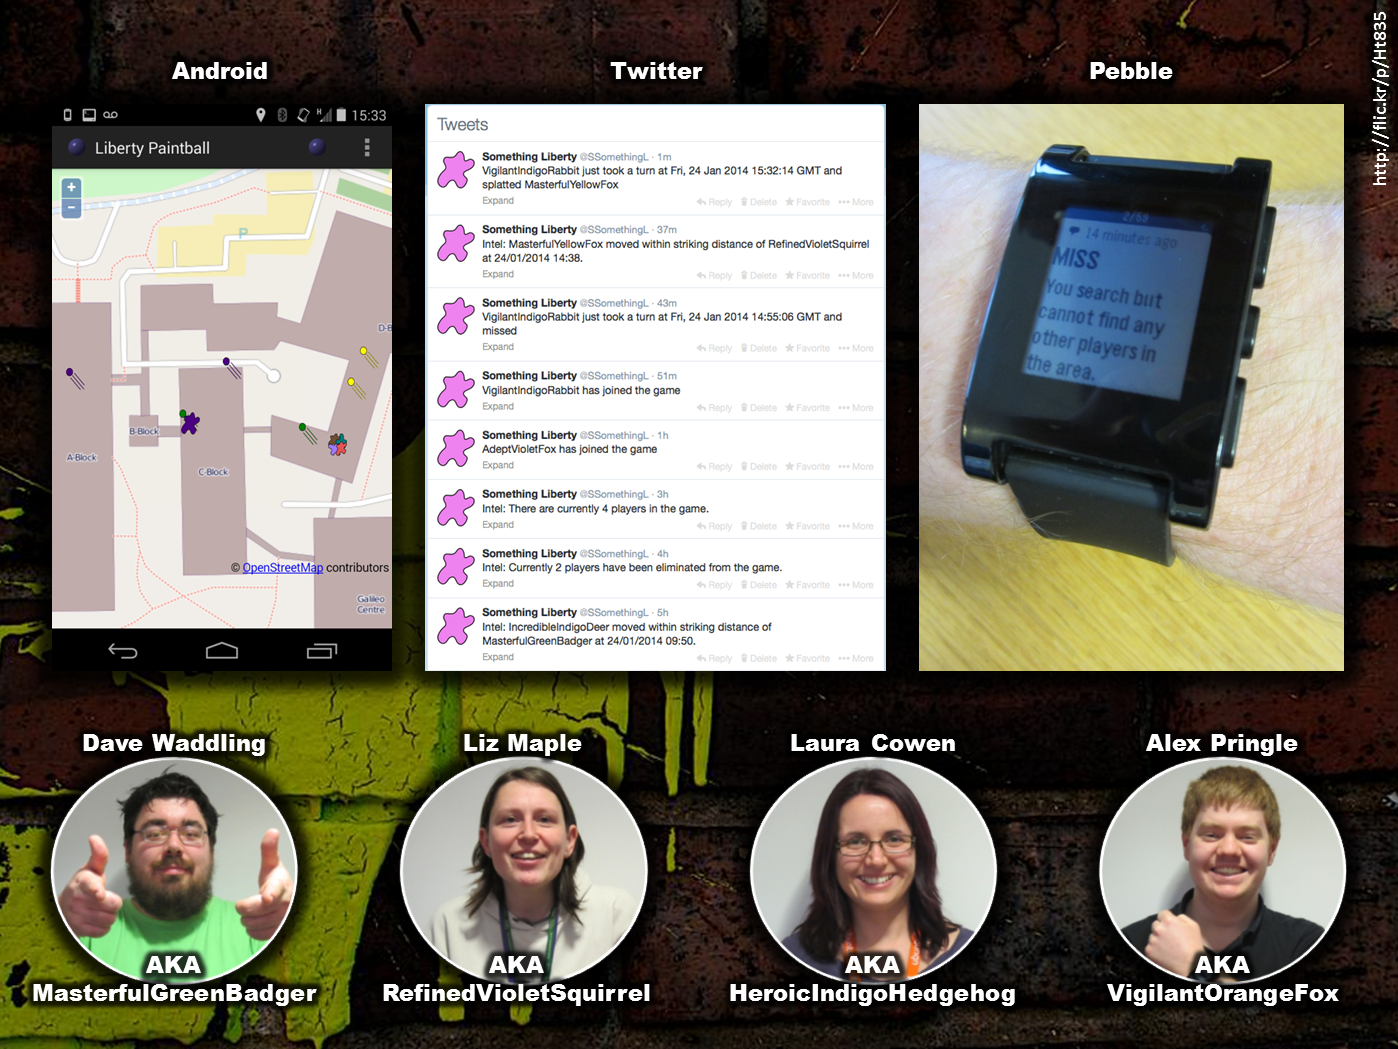 Android
Twitter
Pebble
http://flic.kr/p/Ht835
15:33
Liberty Paintball
+
-
P
D-B
B-Block
A-Block
C-Block
© OpenStreetMap contributors
Galileo
Centre
Tweets
Something Liberty @SSomethingL · 1m
VigilantIndigoRabbit just took a turn at Fri, 24 Jan 2014 15:32:14 GMT and
splatted MasterfulYellowFox
Expand
Reply Delete Favorite More
Something Liberty @SSomethingL · 37m
Intel: MasterfulYellowFox moved within striking distance of RefinedVioletSquirrel
at 24/01/2014 14:38.
Expand
Reply Delete Favorite More
Something Liberty @SSomethingL · 43m
VigilantIndigoRabbit just took a turn at Fri, 24 Jan 2014 14:55:06 GMT and
missed
Expand
Reply Delete Favorite More
Something Liberty @SSomethingL · 51m
VigilantIndigoRabbit has joined the game
Expand
Reply Delete Favorite More
Something Liberty @SSomethingL · 1h
AdeptVioletFox has joined the game
Expand
Reply Delete Favorite More
Something Liberty @SSomethingL · 3h
Intel: There are currently 4 players in the game.
Expand
Reply Delete Favorite More
Something Liberty @SSomethingL · 4h
Intel: Currently 2 players have been eliminated from the game.
Expand
Reply Delete Favorite More
Something Liberty @SSomethingL · 5h
Intel: IncredibleIndigoDeer moved within striking distance of
MasterfulGreenBadger at 24/01/2014 09:50.
Expand
Reply Delete Favorite More
2/59
14 minutes ago
MISS
You search but
cannot find any
other players in
the area.
Dave Waddling
Liz Maple
Laura Cowen
Alex Pringle
AKA
MasterfulGreenBadger
AKA
RefinedVioletSquirrel
AKA
HeroicIndigoHedgehog
AKA
VigilantOrangeFox